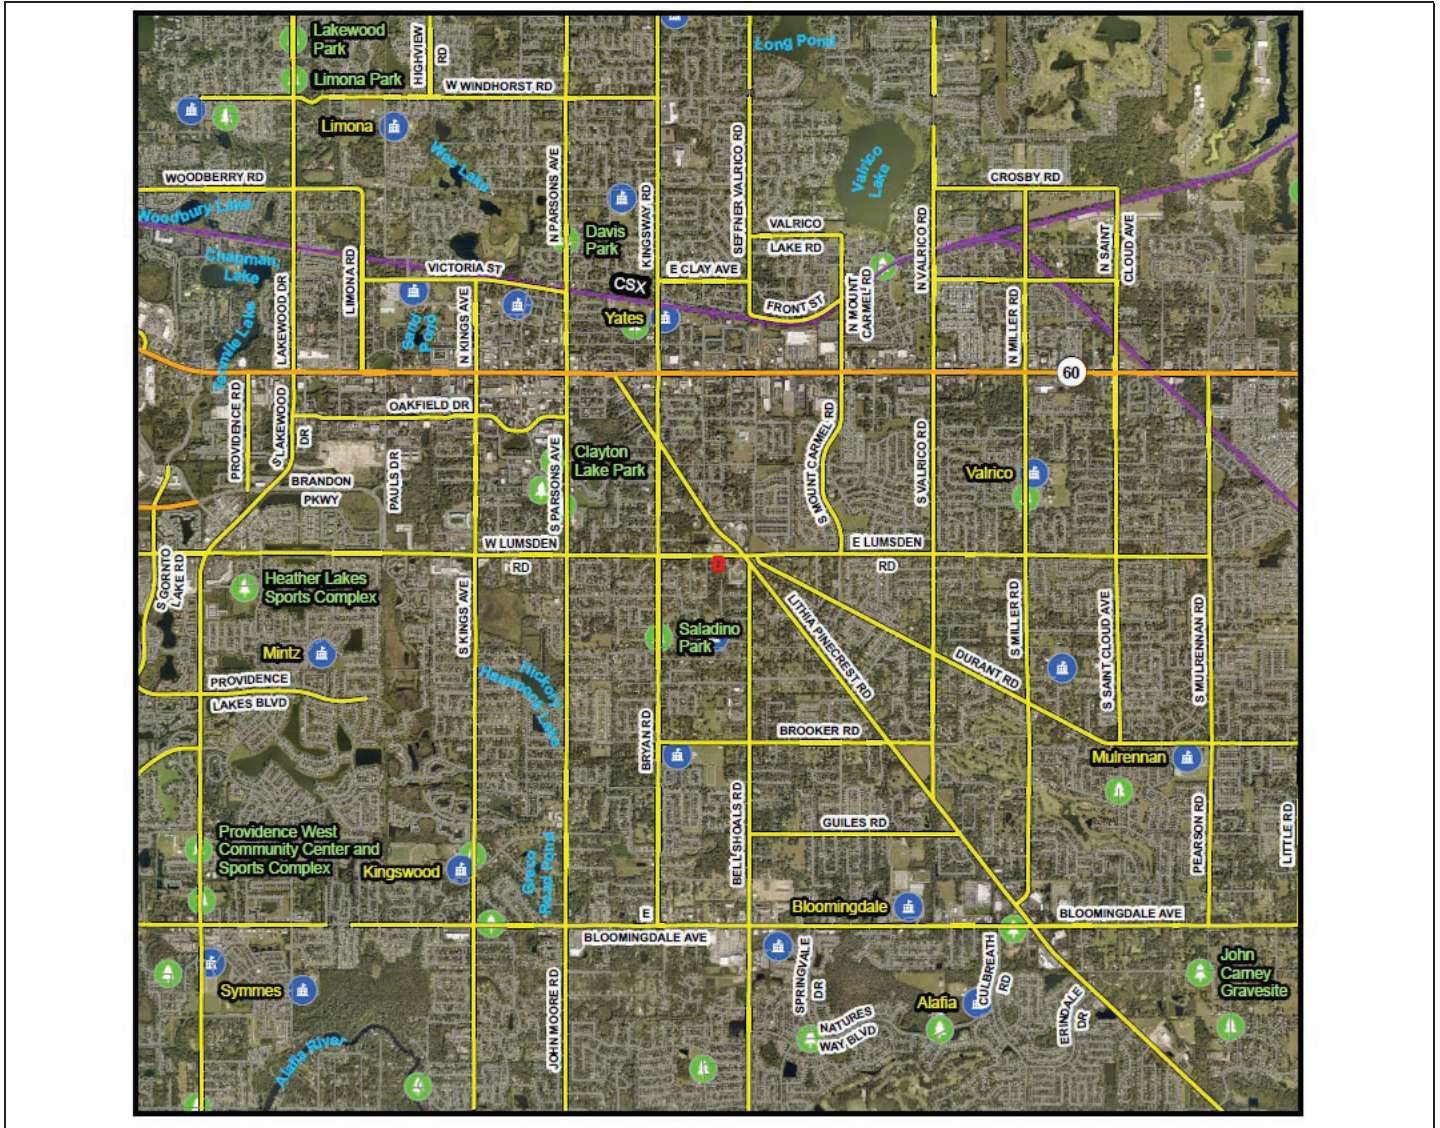 Long Pond
Lakewood
Park
HIGHVIEW
RD
Limona Park
W WINDHORST RD
Limona
Wee Lake
N PARSONS AVE
SEFFNER VALRICO RD
Valrico
Lake
WOODBERRY RD
CROSBY RD
Woodbury Lake
KINGSWAY RD
VALRICO
LAKE RD
N VALRICO RD
N SAINT
CLOUD AVE
Davis
Park
Chapman
Lake
LIMONA RD
VICTORIA ST
E CLAY AVE
CSX
LAKEWOOD DR
N KINGS AVE
Sand
Pond
Yates
FRONT ST
N MOUNT
CARMEL RD
N MILLER RD
Tenmile Lake
60
PROVIDENCE RD
S LAKEWOOD
DR
OAKFIELD DR
S MOUNT CARMEL RD
S VALRICO RD
Clayton
Lake Park
S PARSONS AVE
Valrico
BRANDON
PKWY
PAULS DR
W LUMSDEN
RD
E LUMSDEN
RD
S GORNTO
LAKE RD
Heather Lakes
Sports Complex
S KINGS AVE
LITHIA PINECREST RD
S MILLER RD
S SAINT CLOUD AVE
S MULRENNAN RD
Saladino
Park
Mintz
DURANT RD
PROVIDENCE
LAKES BLVD
Hickory
Hammock Lake
BRYAN RD
BROOKER RD
Mulrennan
BELL SHOALS RD
GUILES RD
PEARSON RD
LITTLE RD
Providence West
Community Center and
Sports Complex
Kingswood
Greco
Road Pond
Bloomingdale
E
BLOOMINGDALE AVE
BLOOMINGDALE AVE
SPRINGVALE
DR
CULBREATH
RD
John
Carney
Gravesite
Symmes
JOHN MOORE RD
Alafia
NATURES
WAY BLVD
ERINDALE
DR
Alafia River